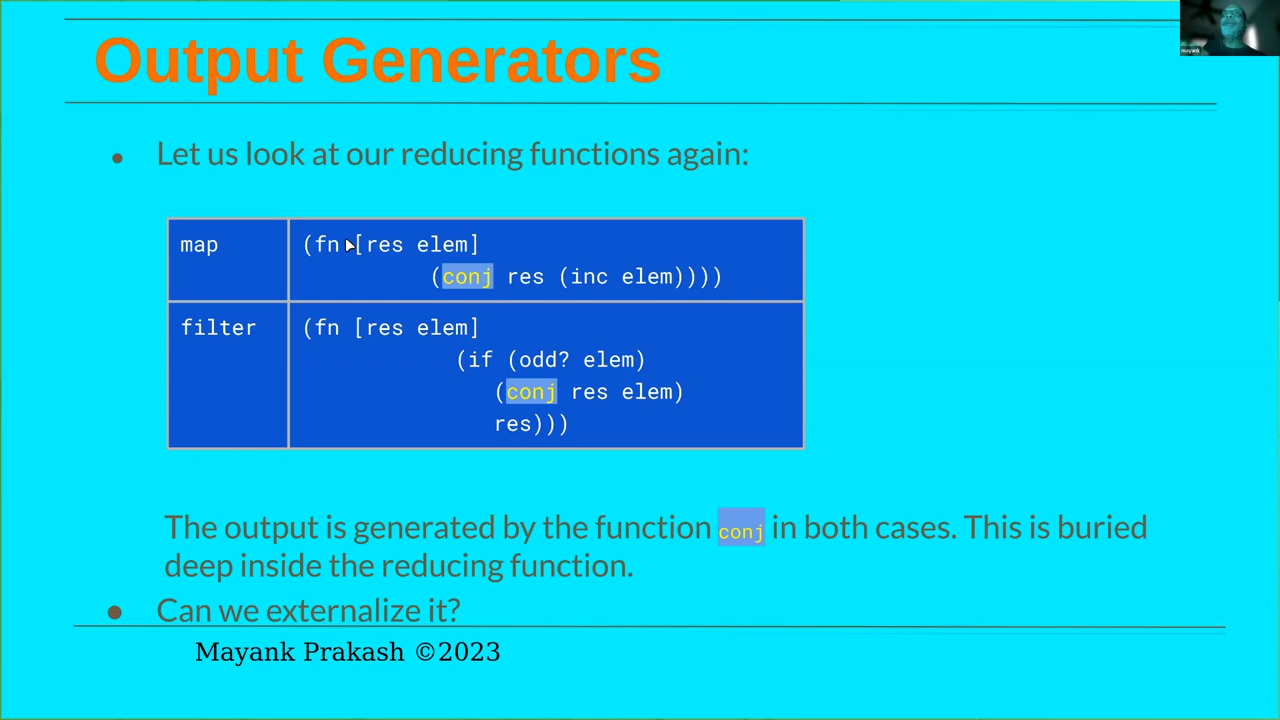 Output Generators
mayank
● Let us look at our reducing functions again:
map
(fn [res elem]
(conj res (inc elem))))
filter
(fn [res elem]
(if (odd? elem)
(conj res elem)
res)))
The output is generated by the function conj in both cases. This is buried
deep inside the reducing function.
● Can we externalize it?
Mayank Prakash ©2023